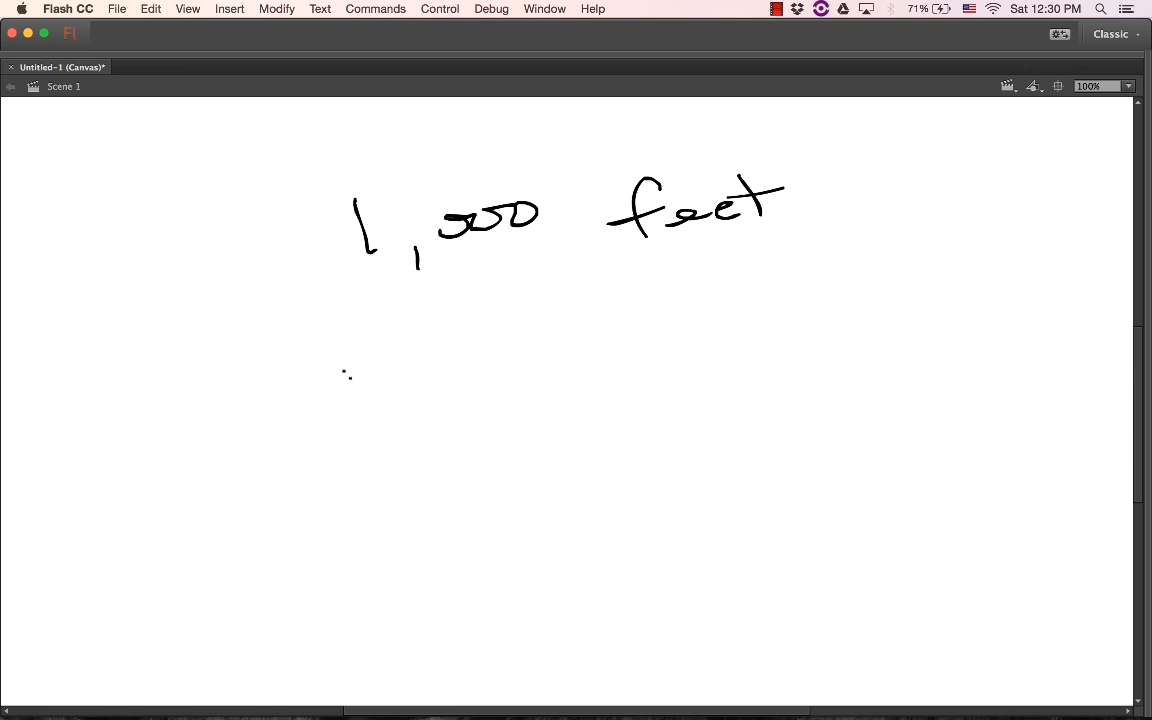 Flash CC File Edit View Insert Modify Text Commands Control Debug Window Help 71% Sat 12:30 PM
Fl Classic
× Untitled-1 (Canvas)*
Scene 1 100%
1,000 feet